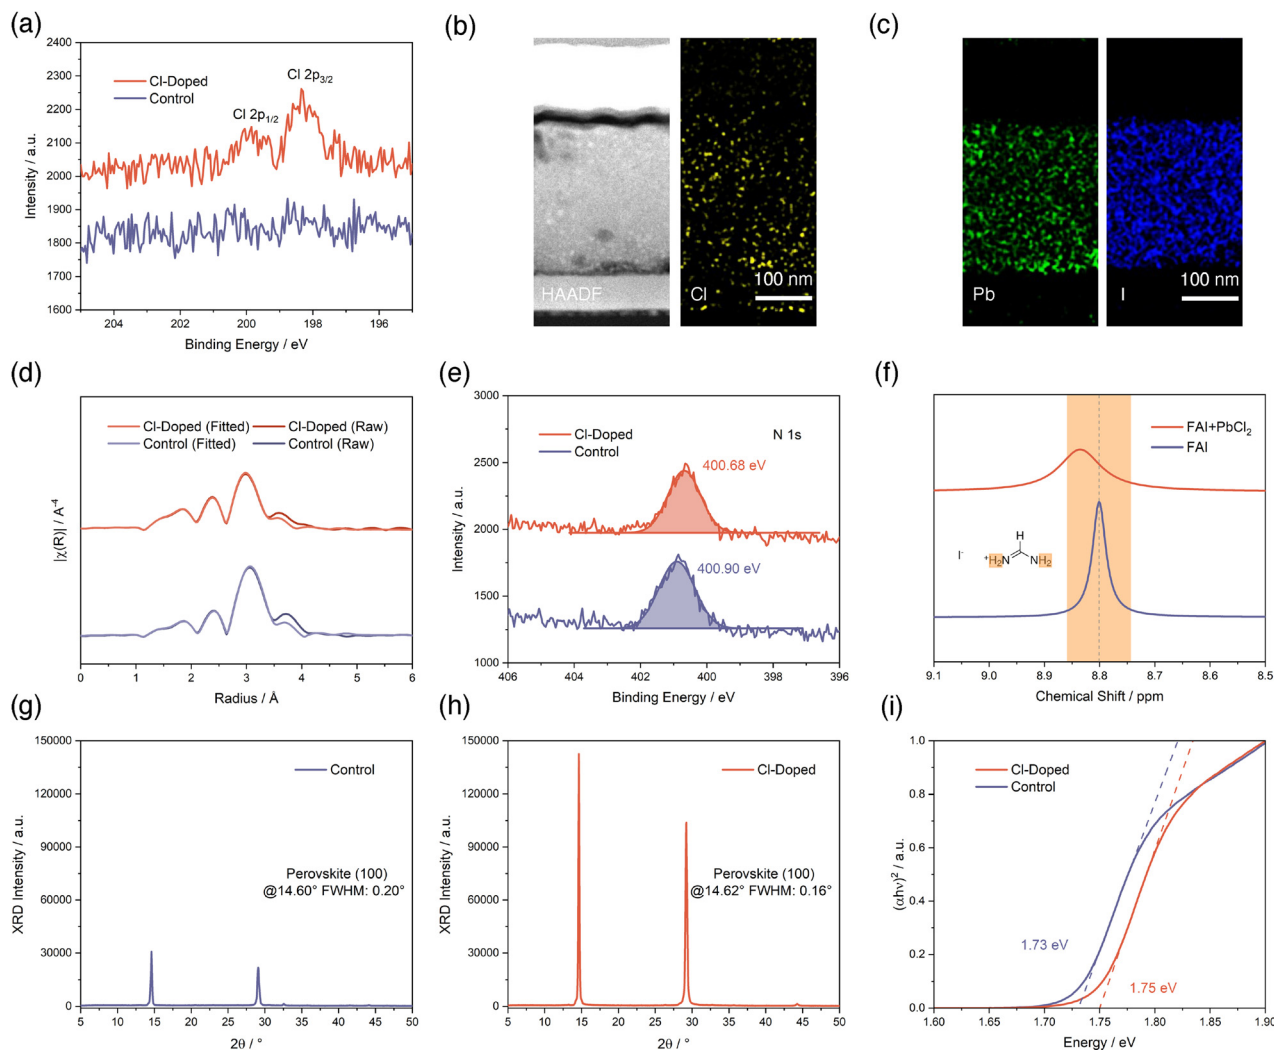 (a)
2400
2300
2200
2100
2000
1900
1800
1700
1600
Intensity / a.u.
Cl-Doped
Control
Cl 2p3/2
Cl 2p1/2
204 202 200 198 196
Binding Energy / eV
(b)
HAADF
Cl
100 nm
(c)
Pb
I
100 nm
(d)
|χ(R)| / A⁻⁴
Cl-Doped (Fitted) Cl-Doped (Raw)
Control (Fitted) Control (Raw)
0 1 2 3 4 5 6
Radius / Å
(e)
3000
2500
2000
1500
1000
Intensity / a.u.
Cl-Doped
Control
N 1s
400.68 eV
400.90 eV
406 404 402 400 398 396
Binding Energy / eV
(f)
FAI+PbCl₂
FAI
I⁻
H
⁺H₂N NH₂
9.1 9.0 8.9 8.8 8.7 8.6 8.5
Chemical Shift / ppm
(g)
150000
120000
90000
60000
30000
0
XRD Intensity / a.u.
Control
Perovskite (100)
@14.60° FWHM: 0.20°
5 10 15 20 25 30 35 40 45 50
2θ / °
(h)
150000
120000
90000
60000
30000
0
XRD Intensity / a.u.
Cl-Doped
Perovskite (100)
@14.62° FWHM: 0.16°
5 10 15 20 25 30 35 40 45 50
2θ / °
(i)
1.0
0.8
0.6
0.4
0.2
0.0
(αhν)² / a.u.
Cl-Doped
Control
1.73 eV
1.75 eV
1.60 1.65 1.70 1.75 1.80 1.85 1.90
Energy / eV